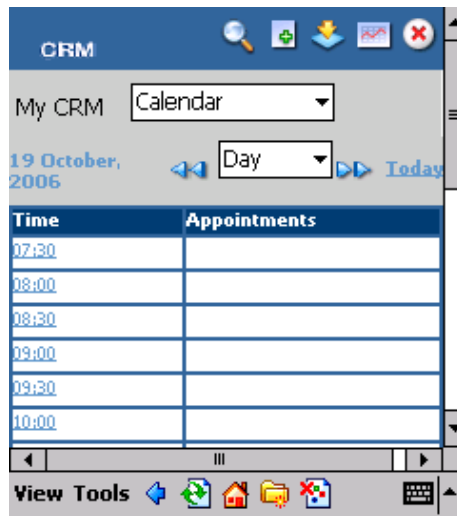 CRM
My CRM Calendar
19 October, 2006 Day Today
Time Appointments
07:30
08:00
08:30
09:00
09:30
10:00
View Tools